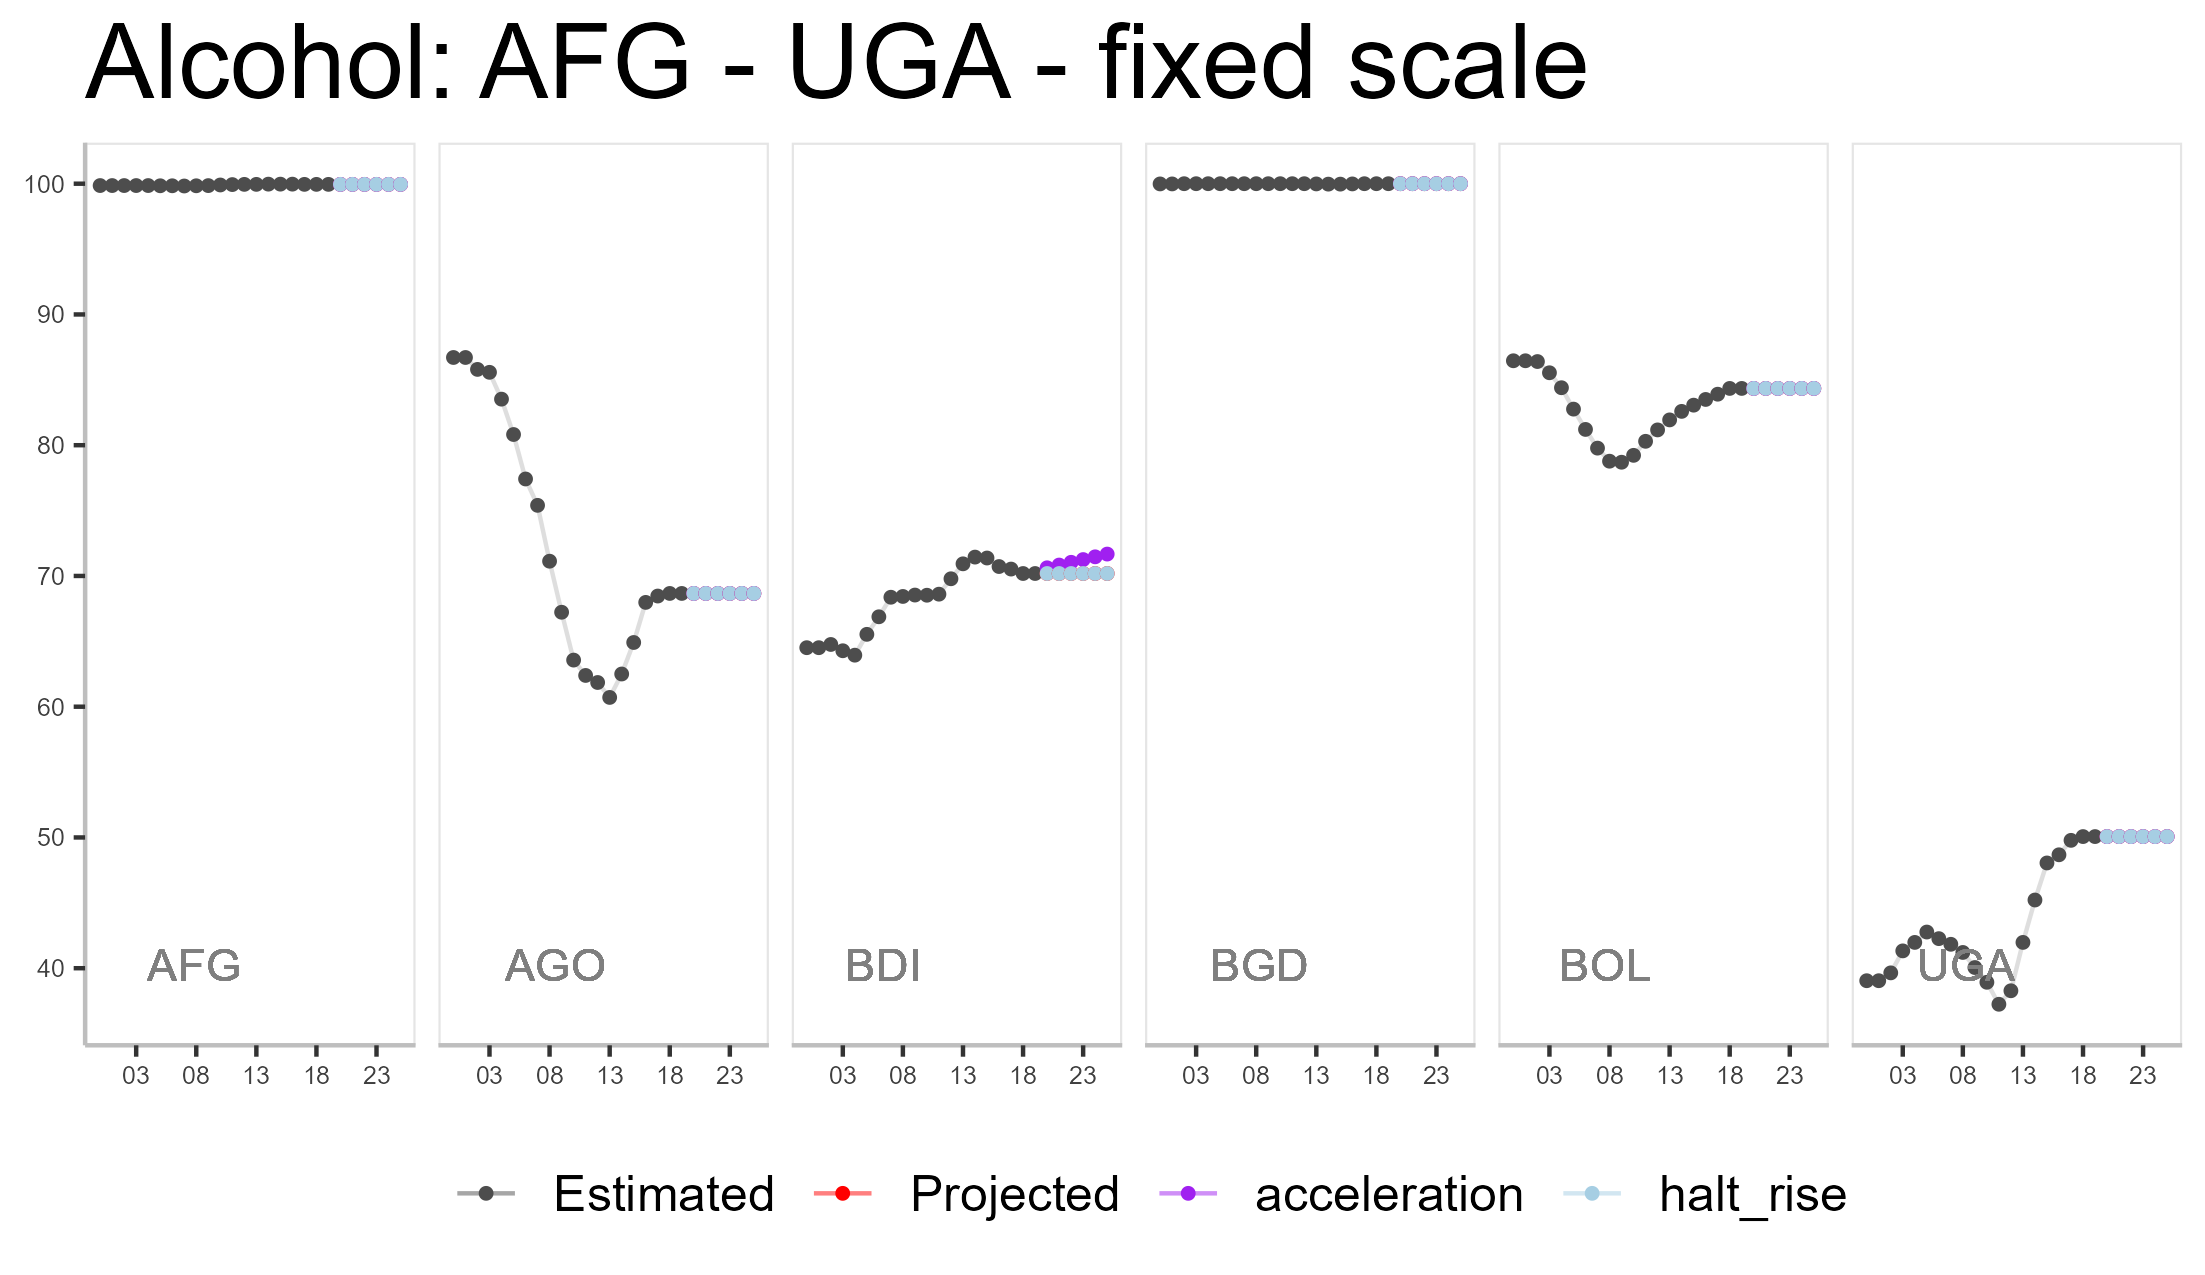 Alcohol: AFG - UGA - fixed scale
100
90
80
70
60
50
40
AFG
AGO
BDI
BGD
BOL
UGA
03 08 13 18 23
03 08 13 18 23
03 08 13 18 23
03 08 13 18 23
03 08 13 18 23
03 08 13 18 23
Estimated Projected acceleration halt_rise